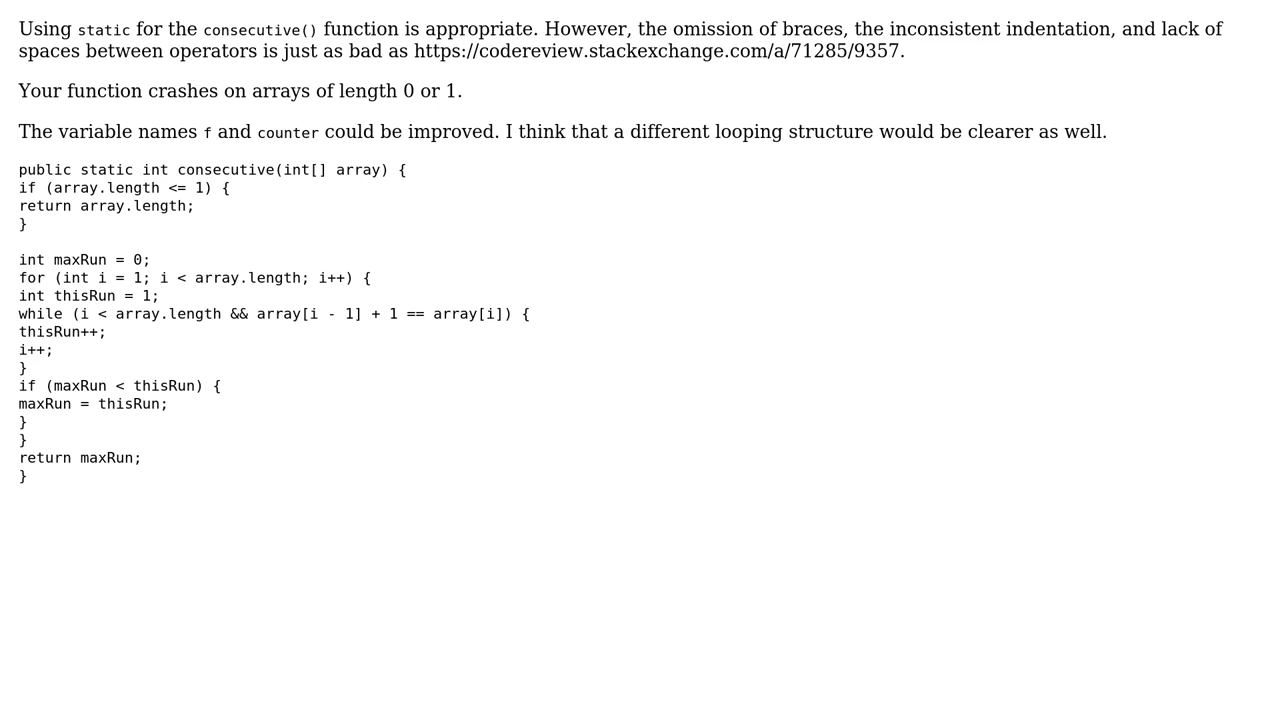 Using static for the consecutive() function is appropriate. However, the omission of braces, the inconsistent indentation, and lack of
spaces between operators is just as bad as https://codereview.stackexchange.com/a/71285/9357.
Your function crashes on arrays of length 0 or 1.
The variable names f and counter could be improved. I think that a different looping structure would be clearer as well.
public static int consecutive(int[] array) {
if (array.length <= 1) {
return array.length;
}
int maxRun = 0;
for (int i = 1; i < array.length; i++) {
int thisRun = 1;
while (i < array.length && array[i - 1] + 1 == array[i]) {
thisRun++;
i++;
}
if (maxRun < thisRun) {
maxRun = thisRun;
}
}
return maxRun;
}